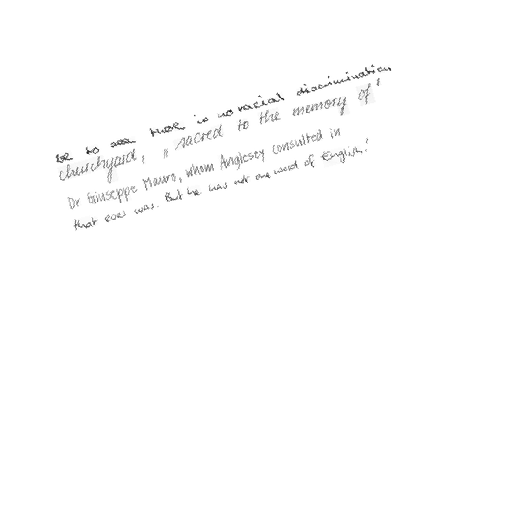 be to see there is no racial discrimination
churchyard, " sacred to the memory of "
Dr Giuseppe Mauro, whom Anglesey consulted in
that ever was. But he was not one word of English!